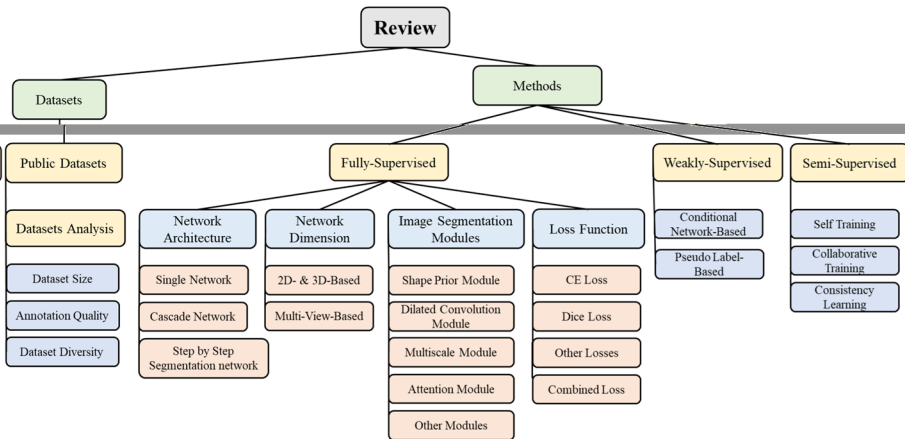 Review
Datasets
Methods
Public Datasets
Fully-Supervised
Weakly-Supervised
Semi-Supervised
Datasets Analysis
Dataset Size
Annotation Quality
Dataset Diversity
Network
Architecture
Single Network
Cascade Network
Step by Step
Segmentation network
Network
Dimension
2D- & 3D-Based
Multi-View-Based
Image Segmentation
Modules
Shape Prior Module
Dilated Convolution
Module
Multiscale Module
Attention Module
Other Modules
Loss Function
CE Loss
Dice Loss
Other Losses
Combined Loss
Conditional
Network-Based
Pseudo Label-
Based
Self Training
Collaborative
Training
Consistency
Learning